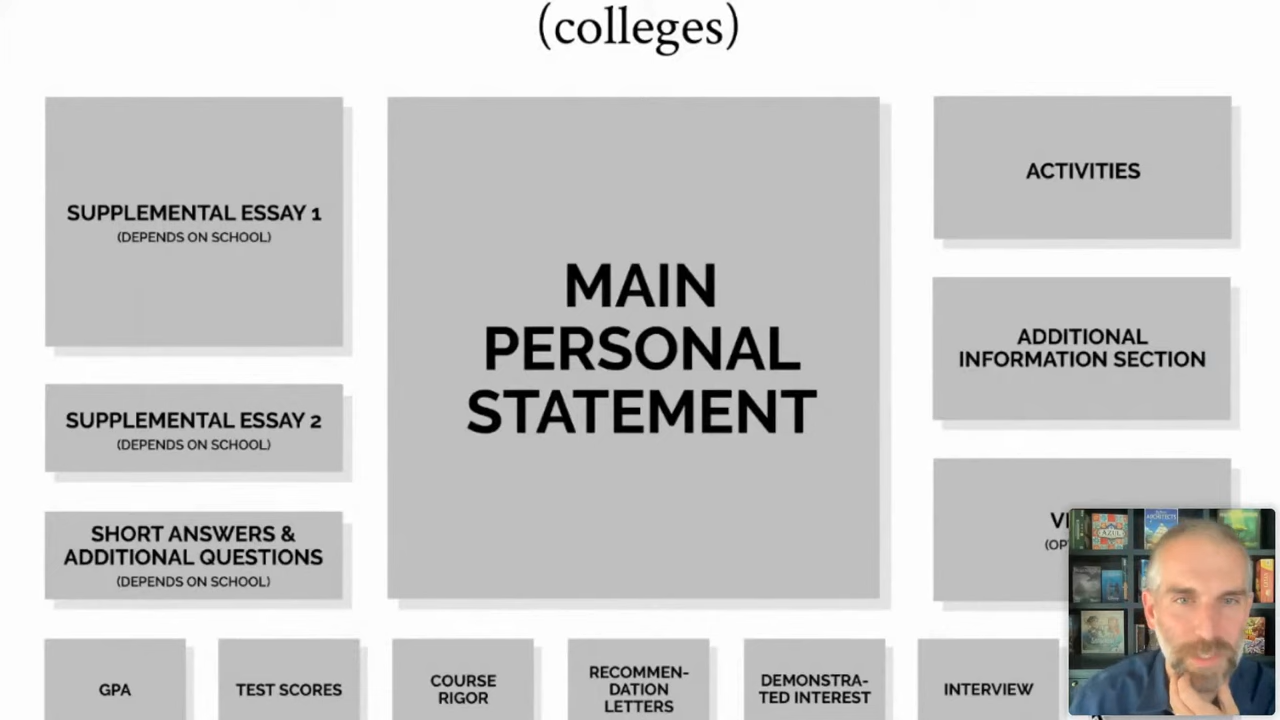 (colleges)
SUPPLEMENTAL ESSAY 1
(DEPENDS ON SCHOOL)
SUPPLEMENTAL ESSAY 2
(DEPENDS ON SCHOOL)
SHORT ANSWERS &
ADDITIONAL QUESTIONS
(DEPENDS ON SCHOOL)
MAIN
PERSONAL
STATEMENT
ACTIVITIES
ADDITIONAL
INFORMATION SECTION
GPA
TEST SCORES
COURSE
RIGOR
RECOMMEN-
DATION
LETTERS
DEMONSTRA-
TED INTEREST
INTERVIEW
AZUL
ARCHITECTS